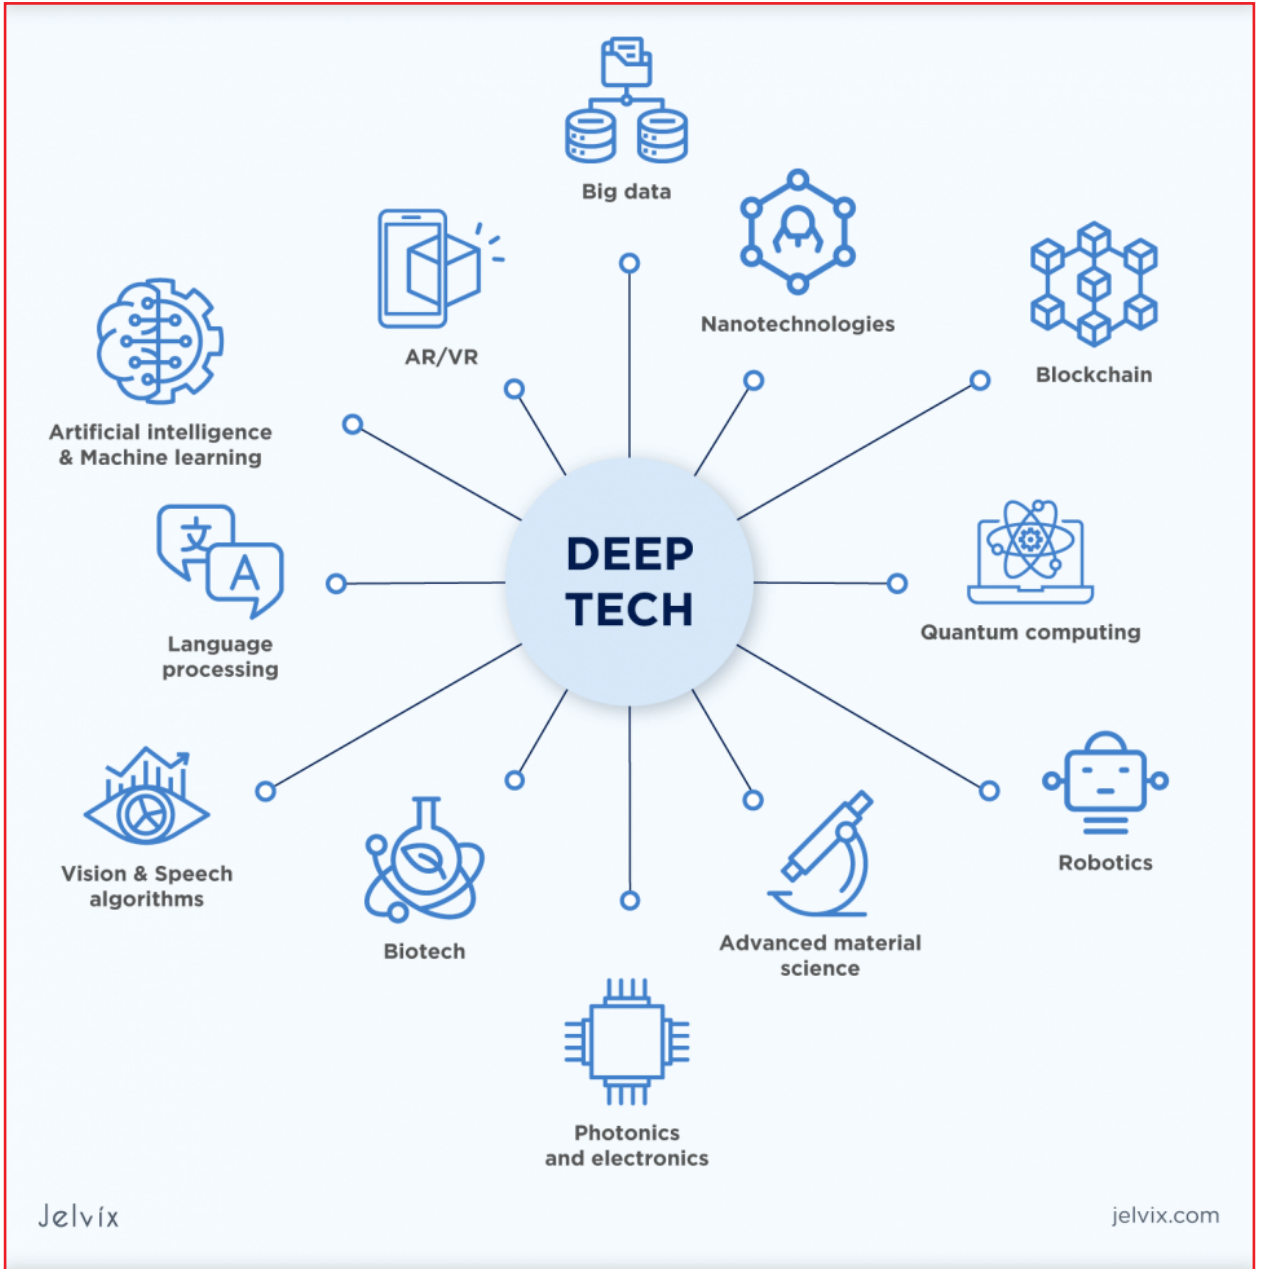 Big data
Nanotechnologies
AR/VR
Blockchain
Artificial intelligence
& Machine learning
文
A
Language
processing
DEEP
TECH
Quantum computing
Vision & Speech
algorithms
Robotics
Biotech
Advanced material
science
Photonics
and electronics
Jelvix
jelvix.com